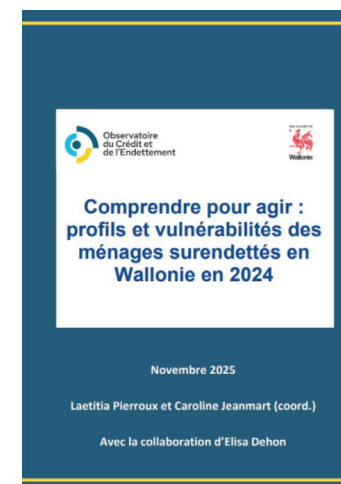 Observatoire
du Crédit et
de l'Endettement
Wallonie
Comprendre pour agir :
profils et vulnérabilités des
ménages surendettés en
Wallonie en 2024
Novembre 2025
Laetitia Pierroux et Caroline Jeanmart (coord.)
Avec la collaboration d'Elisa Dehon